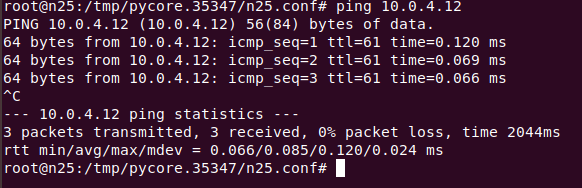 root@n25:/tmp/pycore.35347/n25.conf# ping 10.0.4.12
PING 10.0.4.12 (10.0.4.12) 56(84) bytes of data.
64 bytes from 10.0.4.12: icmp_seq=1 ttl=61 time=0.120 ms
64 bytes from 10.0.4.12: icmp_seq=2 ttl=61 time=0.069 ms
64 bytes from 10.0.4.12: icmp_seq=3 ttl=61 time=0.066 ms
^C
--- 10.0.4.12 ping statistics ---
3 packets transmitted, 3 received, 0% packet loss, time 2044ms
rtt min/avg/max/mdev = 0.066/0.085/0.120/0.024 ms
root@n25:/tmp/pycore.35347/n25.conf#